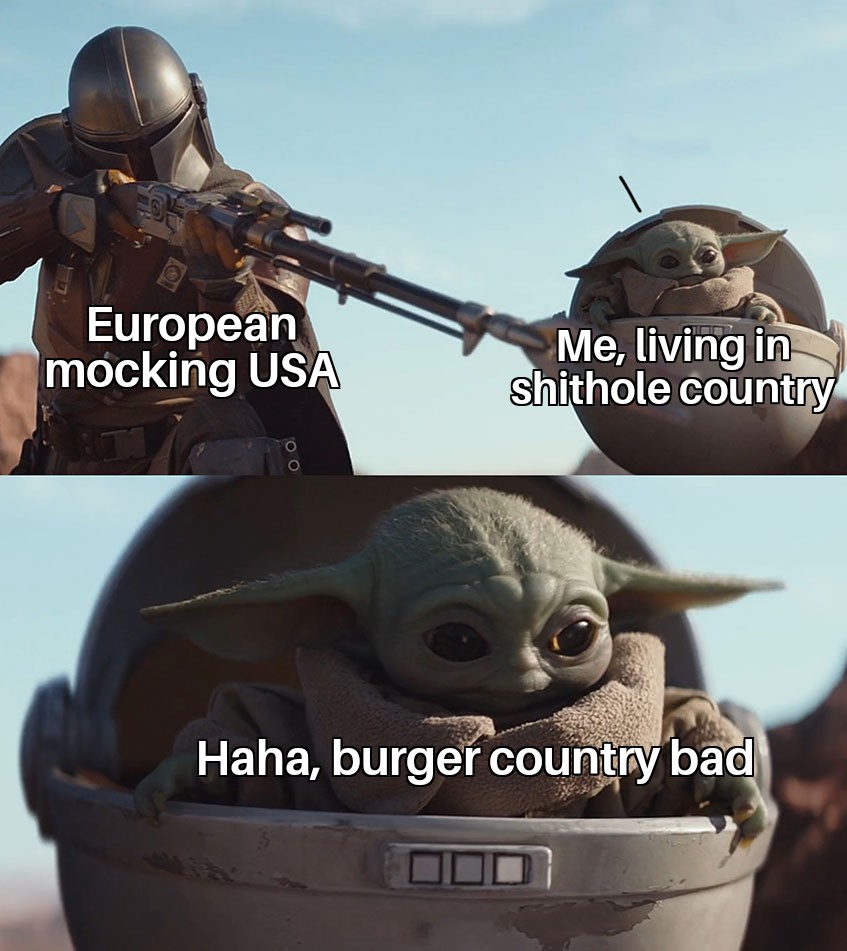 European
mocking USA
Me, living in
shithole country
Haha, burger country bad